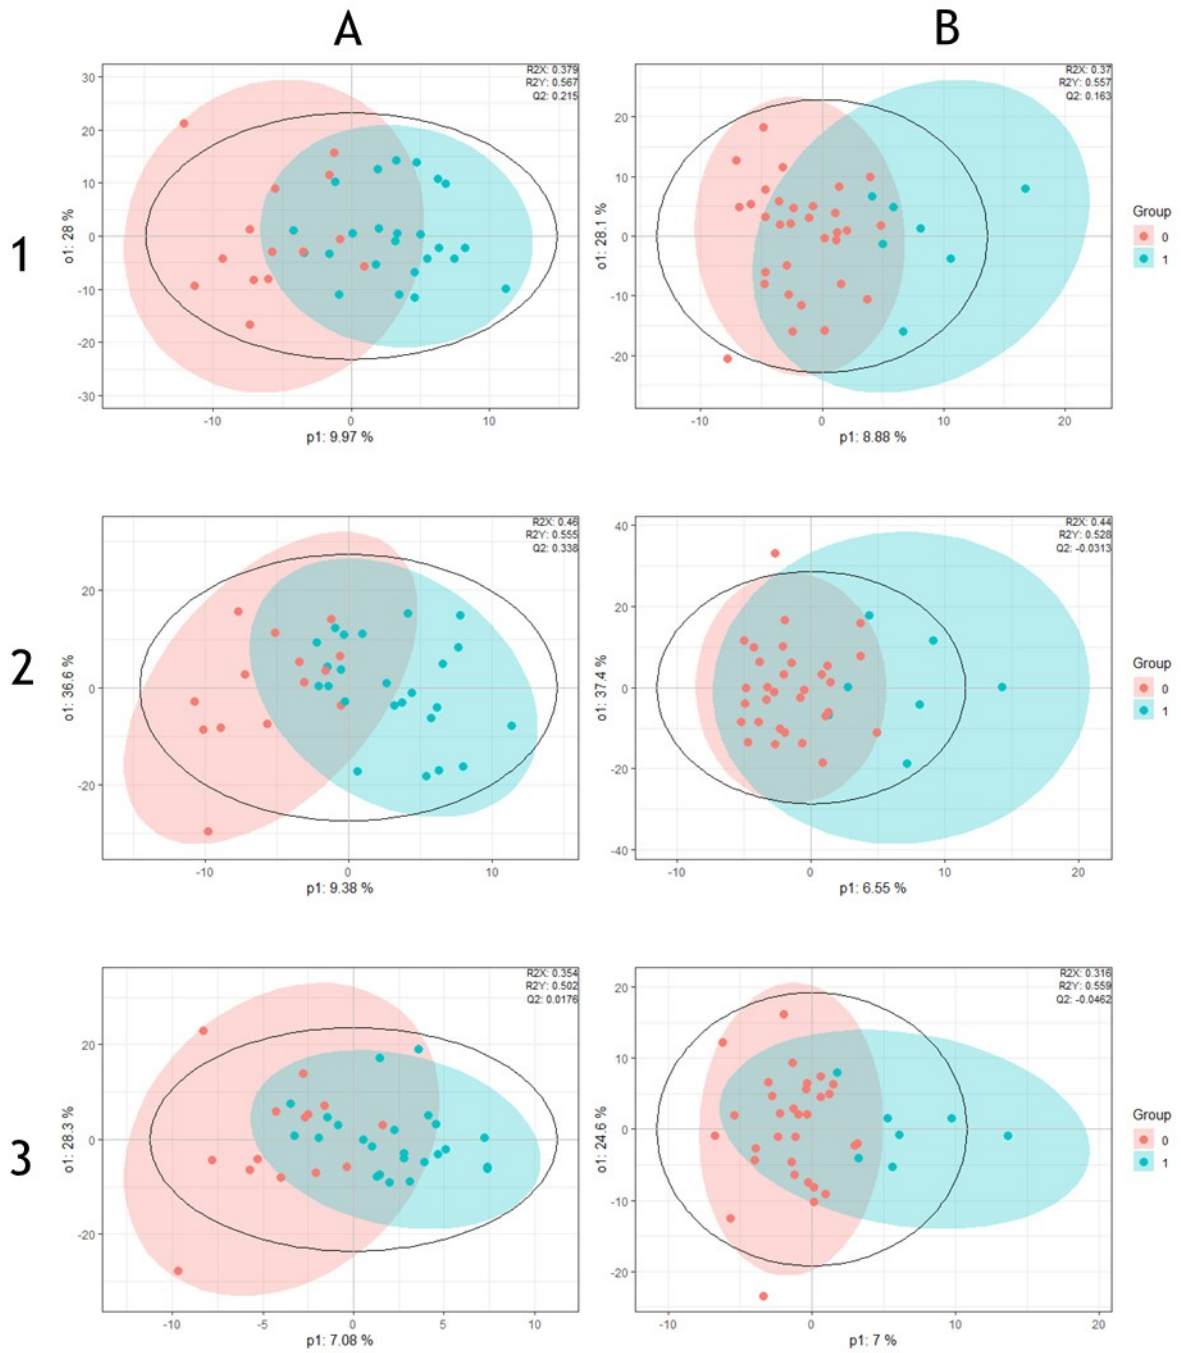 A
B
1
R2X: 0.379
R2Y: 0.567
Q2: 0.215
30
20
10
0
-10
-20
-30
o1: 28 %
-10
0
10
p1: 9.97 %
R2X: 0.37
R2Y: 0.557
Q2: 0.163
20
10
0
-10
-20
o1: 28.1 %
-10
0
10
20
p1: 8.88 %
Group
0
1
2
R2X: 0.46
R2Y: 0.555
Q2: 0.338
20
0
-20
o1: 36.6 %
-10
0
10
p1: 9.38 %
R2X: 0.44
R2Y: 0.528
Q2: -0.0313
40
20
0
-20
-40
o1: 37.4 %
-10
0
10
20
p1: 6.55 %
Group
0
1
3
R2X: 0.354
R2Y: 0.502
Q2: 0.0176
20
0
-20
o1: 28.3 %
-10
-5
0
5
10
p1: 7.08 %
R2X: 0.316
R2Y: 0.559
Q2: -0.0462
20
10
0
-10
-20
o1: 24.6 %
-10
0
10
20
p1: 7 %
Group
0
1